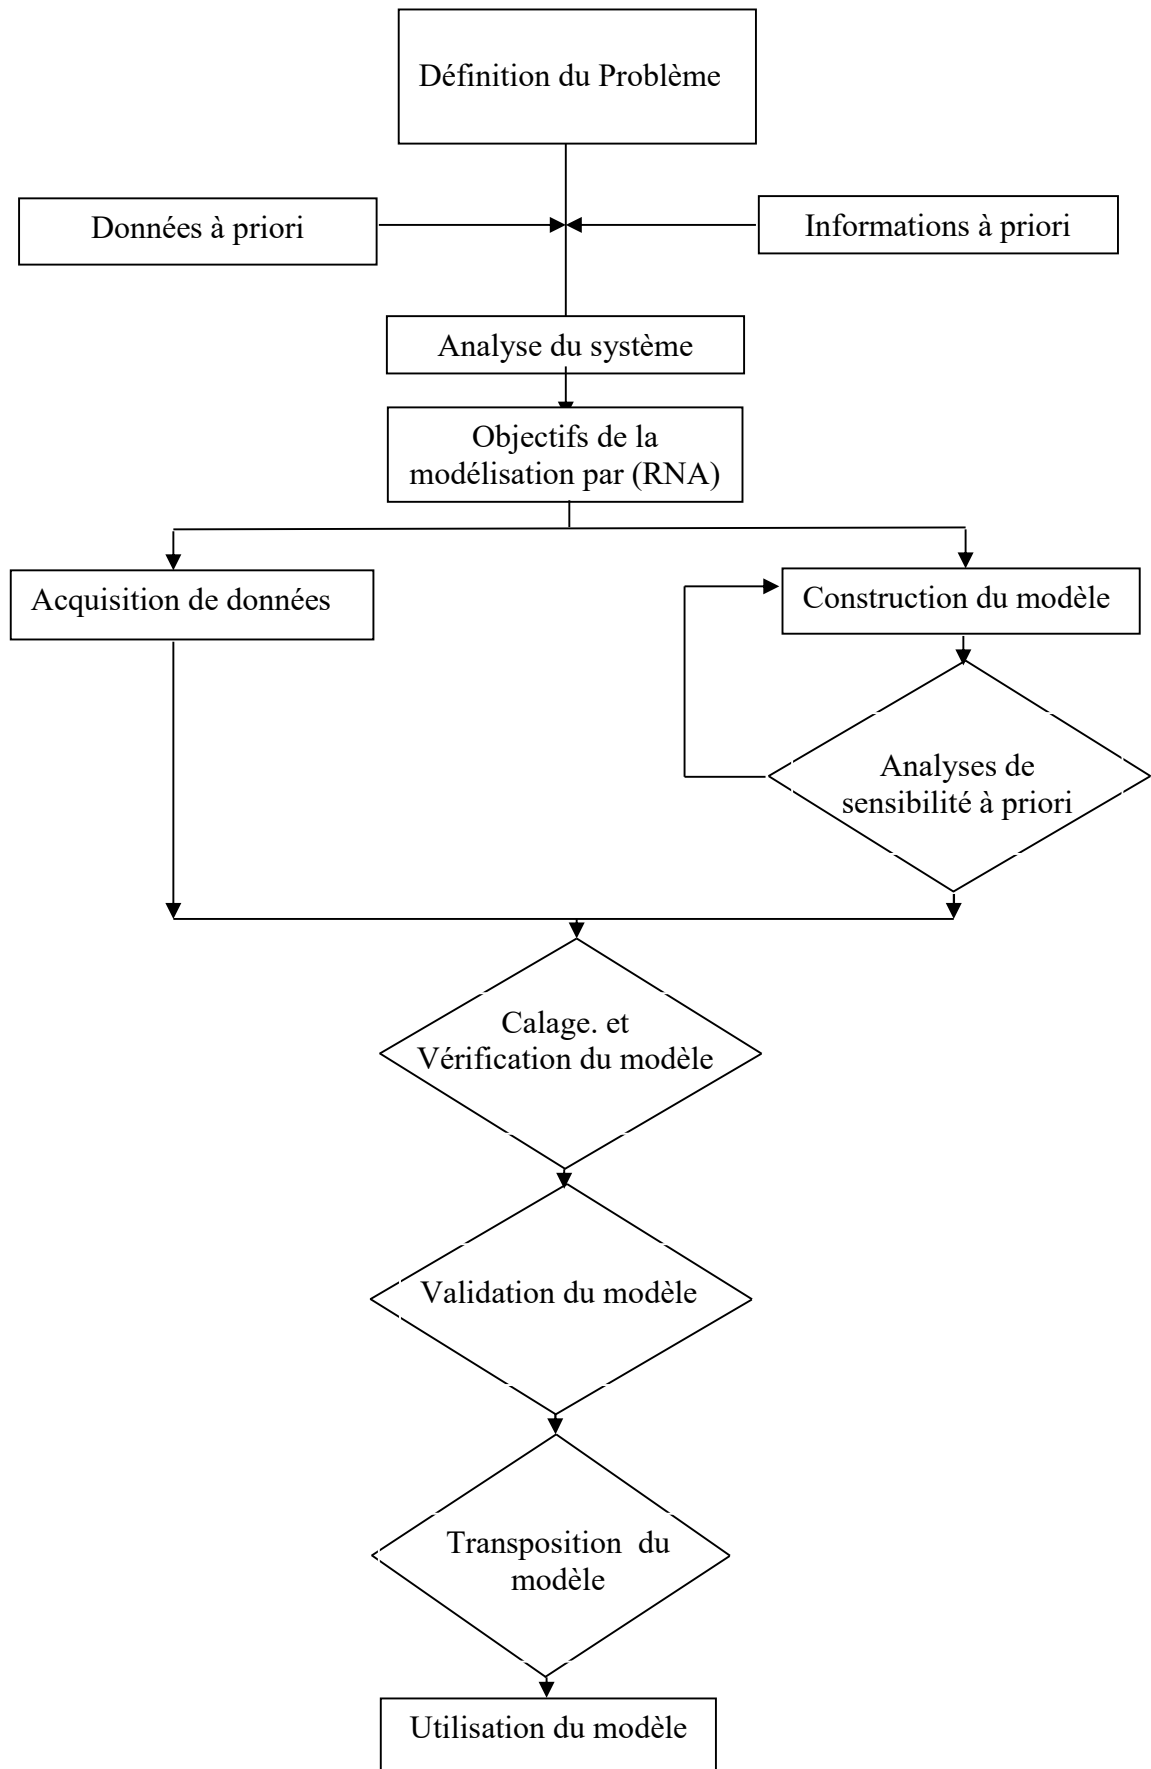 Définition du Problème
Données à priori
Informations à priori
Analyse du système
Objectifs de la
modélisation par (RNA)
Acquisition de données
Construction du modèle
Analyses de
sensibilité à priori
Calage. et
Vérification du modèle
Validation du modèle
Transposition du
modèle
Utilisation du modèle